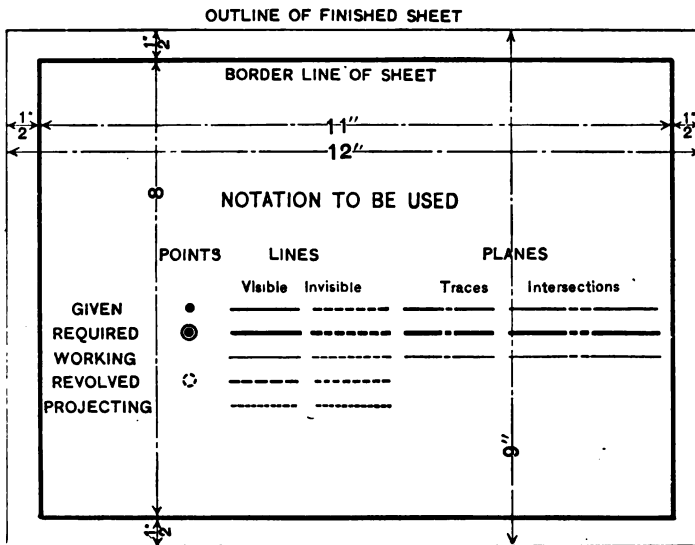 OUTLINE OF FINISHED SHEET
1/2"
BORDER LINE OF SHEET
1/2"
11"
1/2"
12"
8
NOTATION TO BE USED
POINTS LINES PLANES
Visible Invisible Traces Intersections
GIVEN
REQUIRED
WORKING
REVOLVED
PROJECTING
9"
1/2"